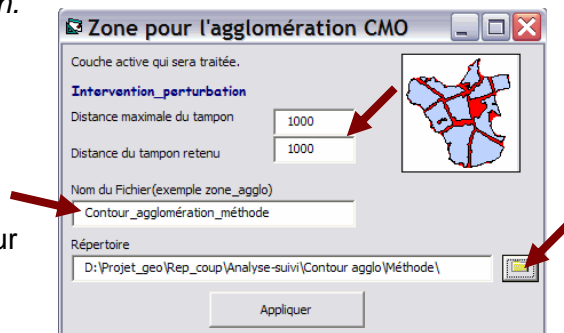 n.
Zone pour l'agglomération CMO
Couche active qui sera traitée.
Intervention_perturbation
Distance maximale du tampon 1000
Distance du tampon retenu 1000
Nom du Fichier(exemple zone_agglo)
Contour_agglomération_méthode
ur
Répertoire
D:\Projet_geo\Rep_coup\Analyse-suivi\Contour agglo\Méthode\
Appliquer